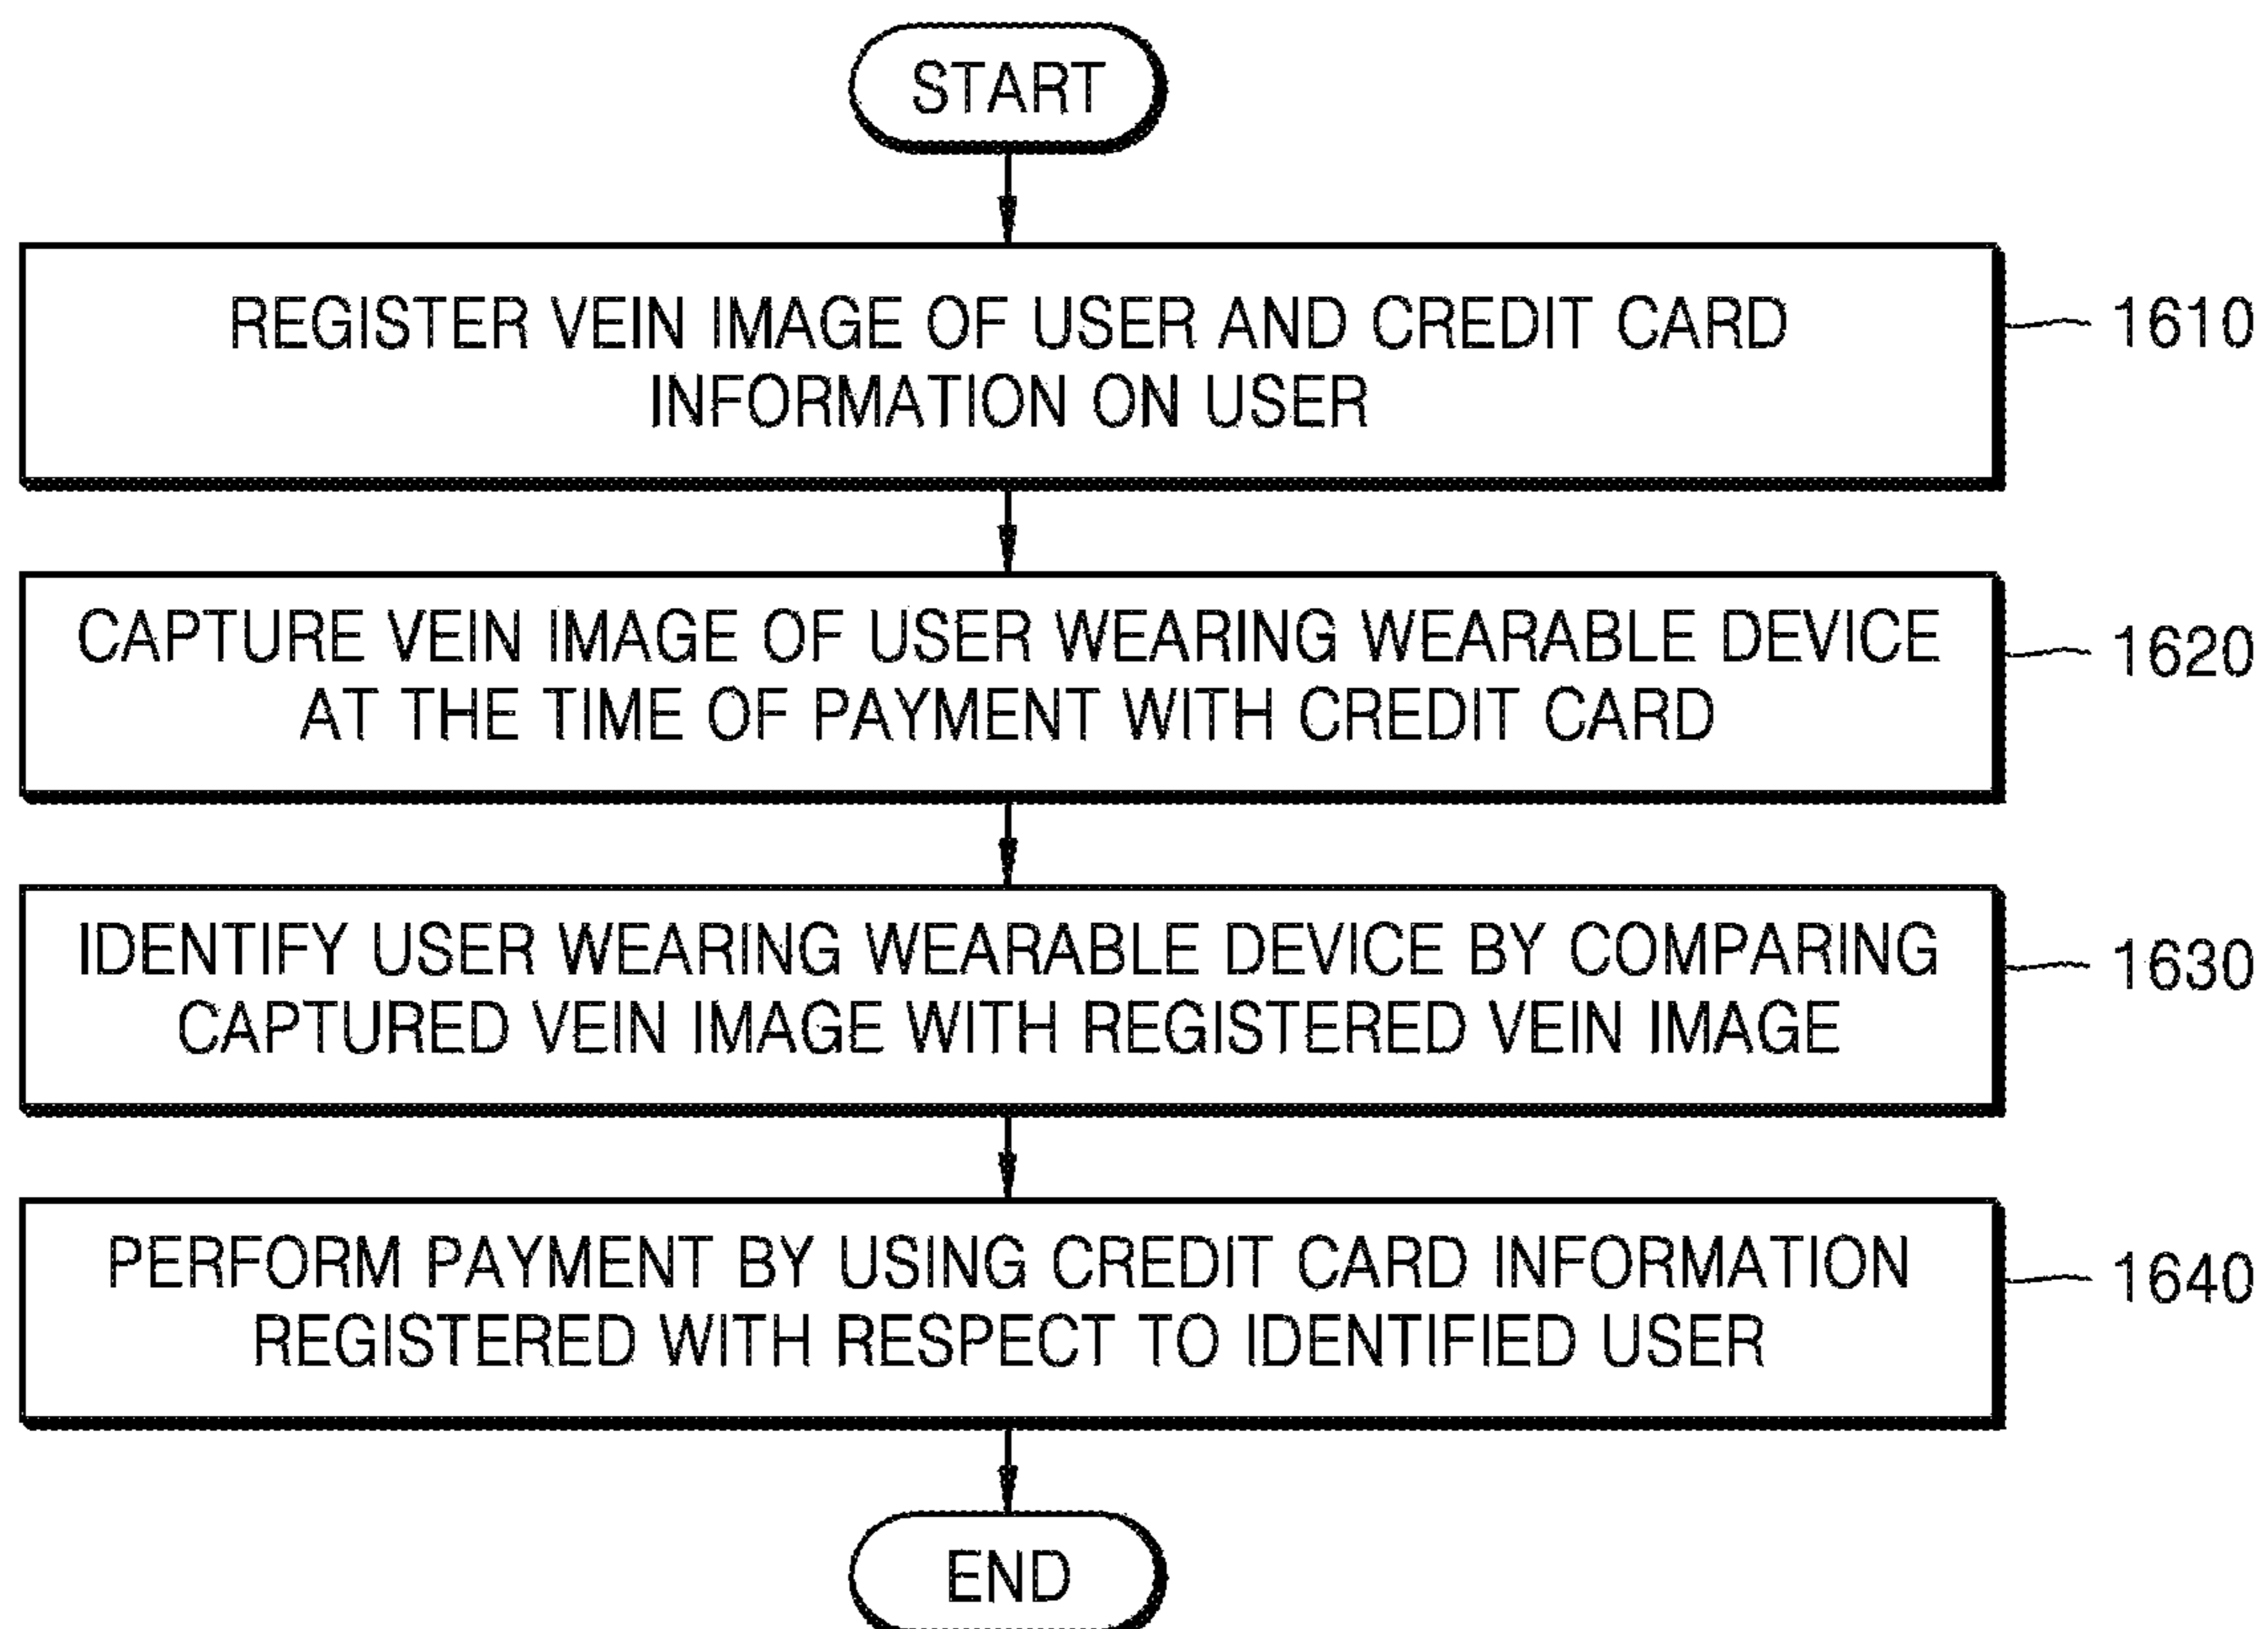 START
REGISTER VEIN IMAGE OF USER AND CREDIT CARD
INFORMATION ON USER
1610
CAPTURE VEIN IMAGE OF USER WEARING WEARABLE DEVICE
AT THE TIME OF PAYMENT WITH CREDIT CARD
1620
IDENTIFY USER WEARING WEARABLE DEVICE BY COMPARING
CAPTURED VEIN IMAGE WITH REGISTERED VEIN IMAGE
1630
PERFORM PAYMENT BY USING CREDIT CARD INFORMATION
REGISTERED WITH RESPECT TO IDENTIFIED USER
1640
END